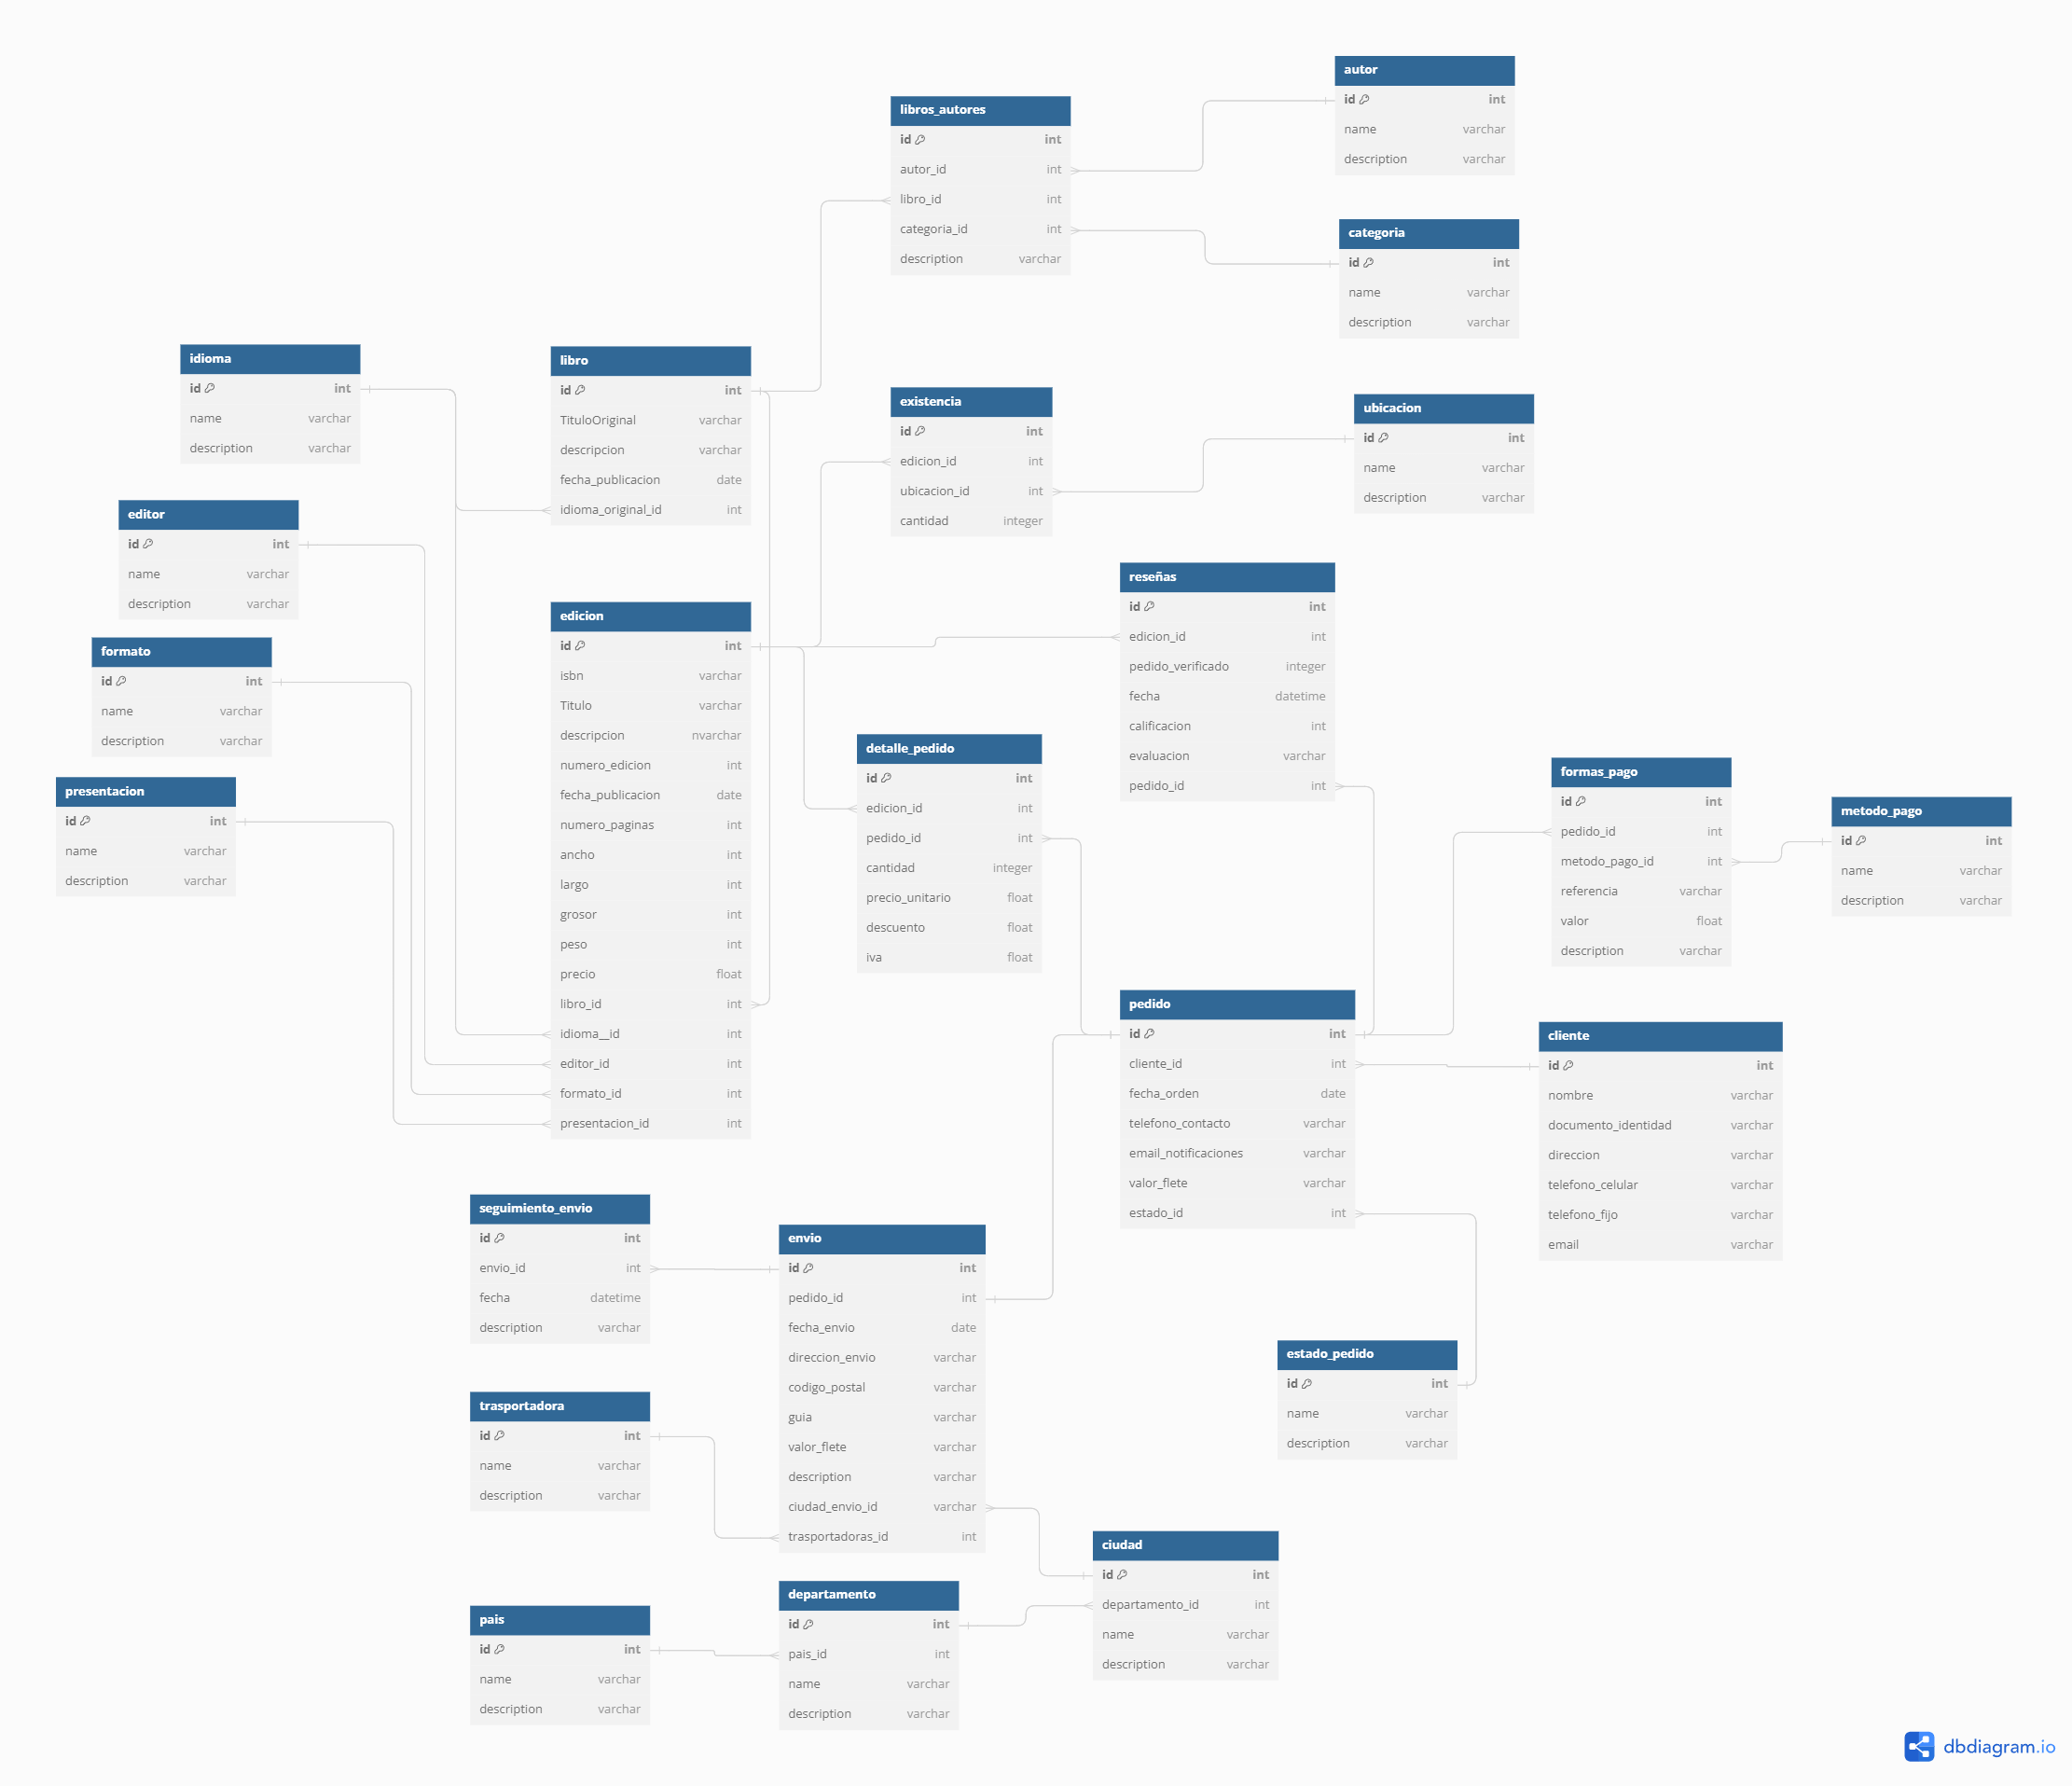 autor
id int
name varchar
description varchar
libros_autores
id int
autor_id int
libro_id int
categoria_id int
description varchar
categoria
id int
name varchar
description varchar
idioma
id int
name varchar
description varchar
libro
id int
TituloOriginal varchar
descripcion varchar
fecha_publicacion date
idioma_original_id int
existencia
id int
edicion_id int
ubicacion_id int
cantidad integer
ubicacion
id int
name varchar
description varchar
editor
id int
name varchar
description varchar
formato
id int
name varchar
description varchar
presentacion
id int
name varchar
description varchar
edicion
id int
isbn varchar
Titulo varchar
descripcion nvarchar
numero_edicion int
fecha_publicacion date
numero_paginas int
ancho int
largo int
grosor int
peso int
precio float
libro_id int
idioma__id int
editor_id int
formato_id int
presentacion_id int
reseñas
id int
edicion_id int
pedido_verificado integer
fecha datetime
calificacion int
evaluacion varchar
pedido_id int
detalle_pedido
id int
edicion_id int
pedido_id int
cantidad integer
precio_unitario float
descuento float
iva float
formas_pago
id int
pedido_id int
metodo_pago_id int
referencia varchar
valor float
description varchar
metodo_pago
id int
name varchar
description varchar
pedido
id int
cliente_id int
fecha_orden date
telefono_contacto varchar
email_notificaciones varchar
valor_flete varchar
estado_id int
cliente
id int
nombre varchar
documento_identidad varchar
direccion varchar
telefono_celular varchar
telefono_fijo varchar
email varchar
seguimiento_envio
id int
envio_id int
fecha datetime
description varchar
envio
id int
pedido_id int
fecha_envio date
direccion_envio varchar
codigo_postal varchar
guia varchar
valor_flete varchar
description varchar
ciudad_envio_id varchar
trasportadoras_id int
estado_pedido
id int
name varchar
description varchar
trasportadora
id int
name varchar
description varchar
ciudad
id int
departamento_id int
name varchar
description varchar
departamento
id int
pais_id int
name varchar
description varchar
pais
id int
name varchar
description varchar
dbdiagram.io